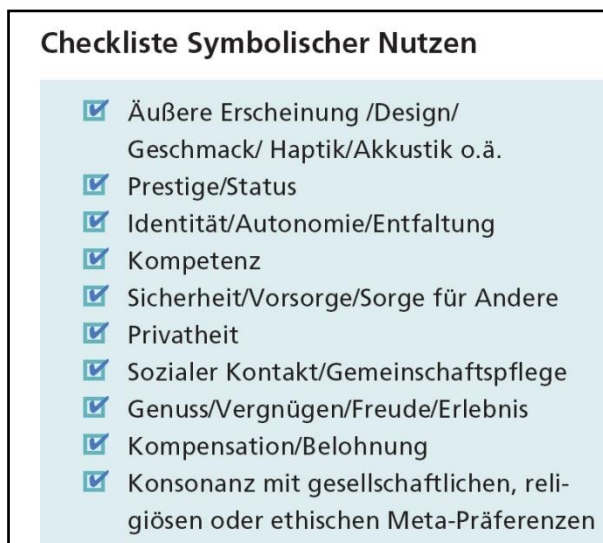 Checkliste Symbolischer Nutzen
Äußere Erscheinung /Design/
Geschmack/ Haptik/Akkustik o.ä.
Prestige/Status
Identität/Autonomie/Entfaltung
Kompetenz
Sicherheit/Vorsorge/Sorge für Andere
Privatheit
Sozialer Kontakt/Gemeinschaftspflege
Genuss/Vergnügen/Freude/Erlebnis
Kompensation/Belohnung
Konsonanz mit gesellschaftlichen, reli-
giösen oder ethischen Meta-Präferenzen